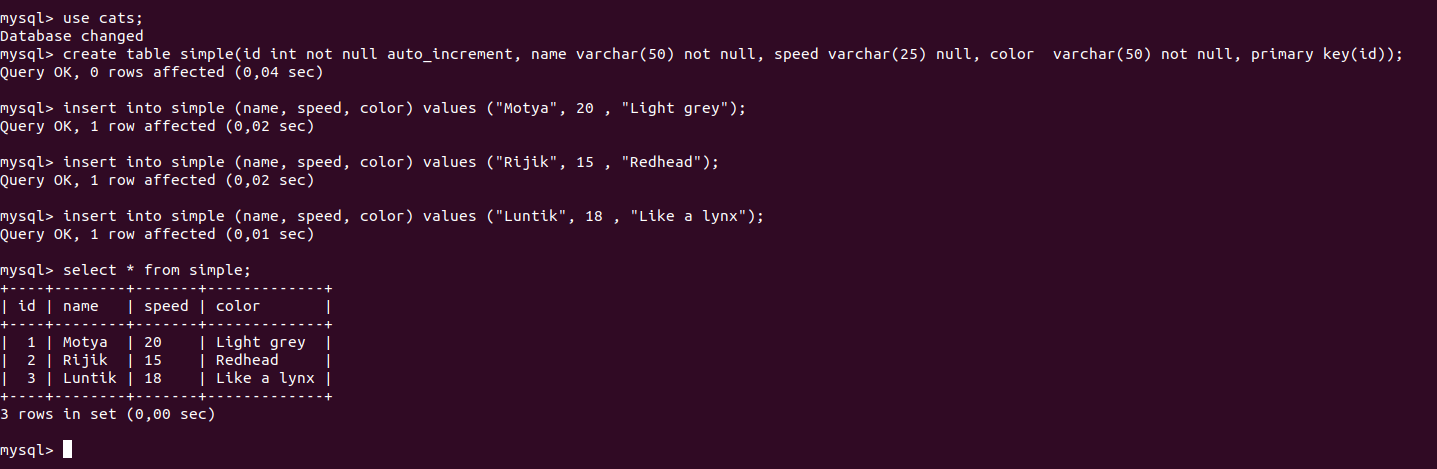 mysql> use cats;
Database changed
mysql> create table simple(id int not null auto_increment, name varchar(50) not null, speed varchar(25) null, color  varchar(50) not null, primary key(id));
Query OK, 0 rows affected (0,04 sec)

mysql> insert into simple (name, speed, color) values ("Motya", 20 , "Light grey");
Query OK, 1 row affected (0,02 sec)

mysql> insert into simple (name, speed, color) values ("Rijik", 15 , "Redhead");
Query OK, 1 row affected (0,02 sec)

mysql> insert into simple (name, speed, color) values ("Luntik", 18 , "Like a lynx");
Query OK, 1 row affected (0,01 sec)

mysql> select * from simple;
+----+--------+-------+-------------+
| id | name   | speed | color       |
+----+--------+-------+-------------+
|  1 | Motya  | 20    | Light grey  |
|  2 | Rijik  | 15    | Redhead     |
|  3 | Luntik | 18    | Like a lynx |
+----+--------+-------+-------------+
3 rows in set (0,00 sec)

mysql>